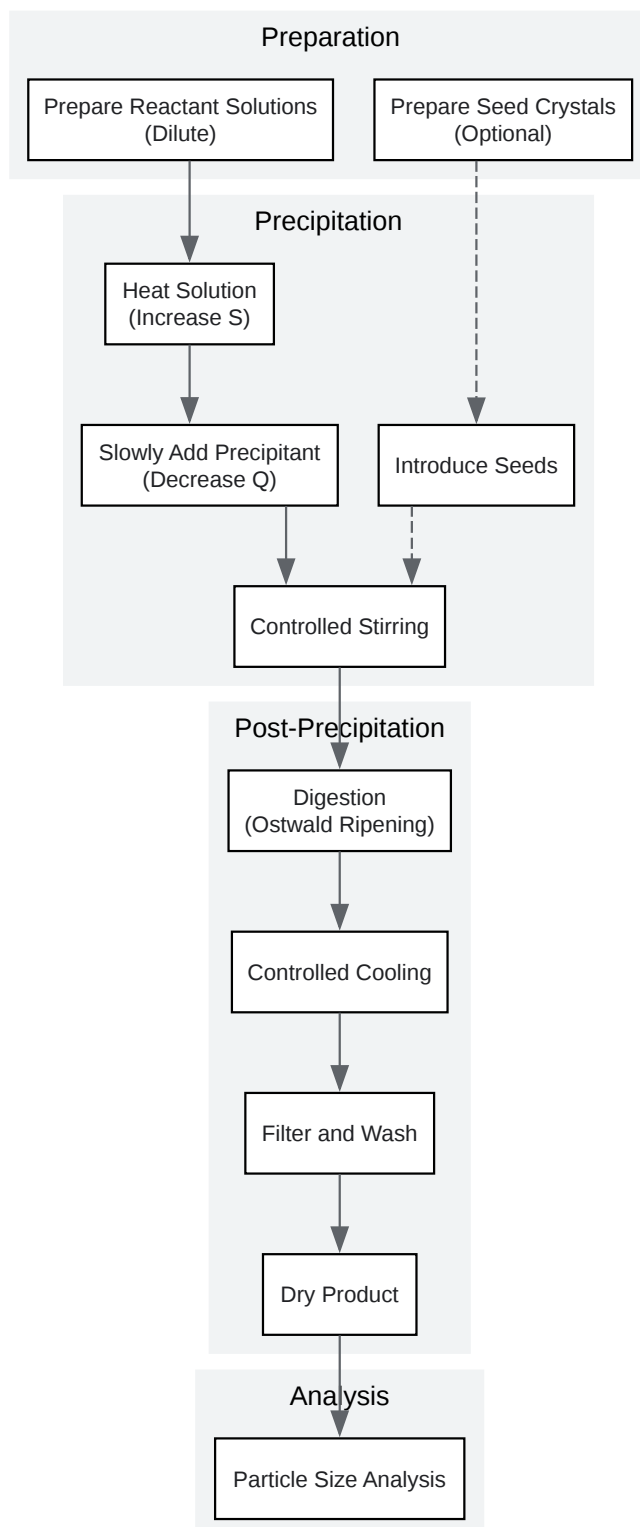 Preparation
Prepare Reactant Solutions
(Dilute)
Prepare Seed Crystals
(Optional)
Precipitation
Heat Solution
(Increase S)
Slowly Add Precipitant
(Decrease Q)
Introduce Seeds
Controlled Stirring
Post-Precipitation
Digestion
(Ostwald Ripening)
Controlled Cooling
Filter and Wash
Dry Product
Analysis
Particle Size Analysis